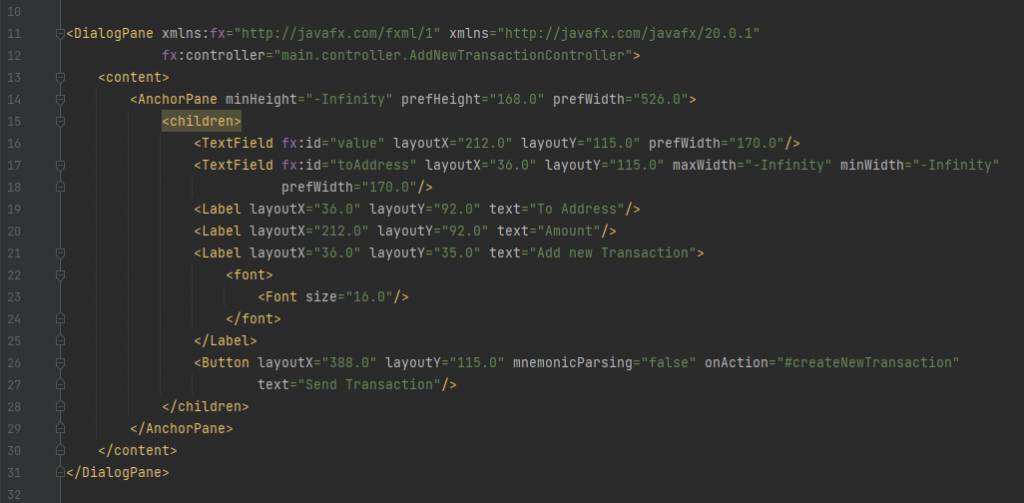 10
11 <DialogPane xmlns:fx="http://javafx.com/fxml/1" xmlns="http://javafx.com/javafx/20.0.1"
12             fx:controller="main.controller.AddNewTransactionController">
13     <content>
14         <AnchorPane minHeight="-Infinity" prefHeight="168.0" prefWidth="526.0">
15             <children>
16                 <TextField fx:id="value" layoutX="212.0" layoutY="115.0" prefWidth="170.0"/>
17                 <TextField fx:id="toAddress" layoutX="36.0" layoutY="115.0" maxWidth="-Infinity" minWidth="-Infinity"
18                            prefWidth="170.0"/>
19                 <Label layoutX="36.0" layoutY="92.0" text="To Address"/>
20                 <Label layoutX="212.0" layoutY="92.0" text="Amount"/>
21                 <Label layoutX="36.0" layoutY="35.0" text="Add new Transaction">
22                     <font>
23                         <Font size="16.0"/>
24                     </font>
25                 </Label>
26                 <Button layoutX="388.0" layoutY="115.0" mnemonicParsing="false" onAction="#createNewTransaction"
27                         text="Send Transaction"/>
28             </children>
29         </AnchorPane>
30     </content>
31 </DialogPane>
32